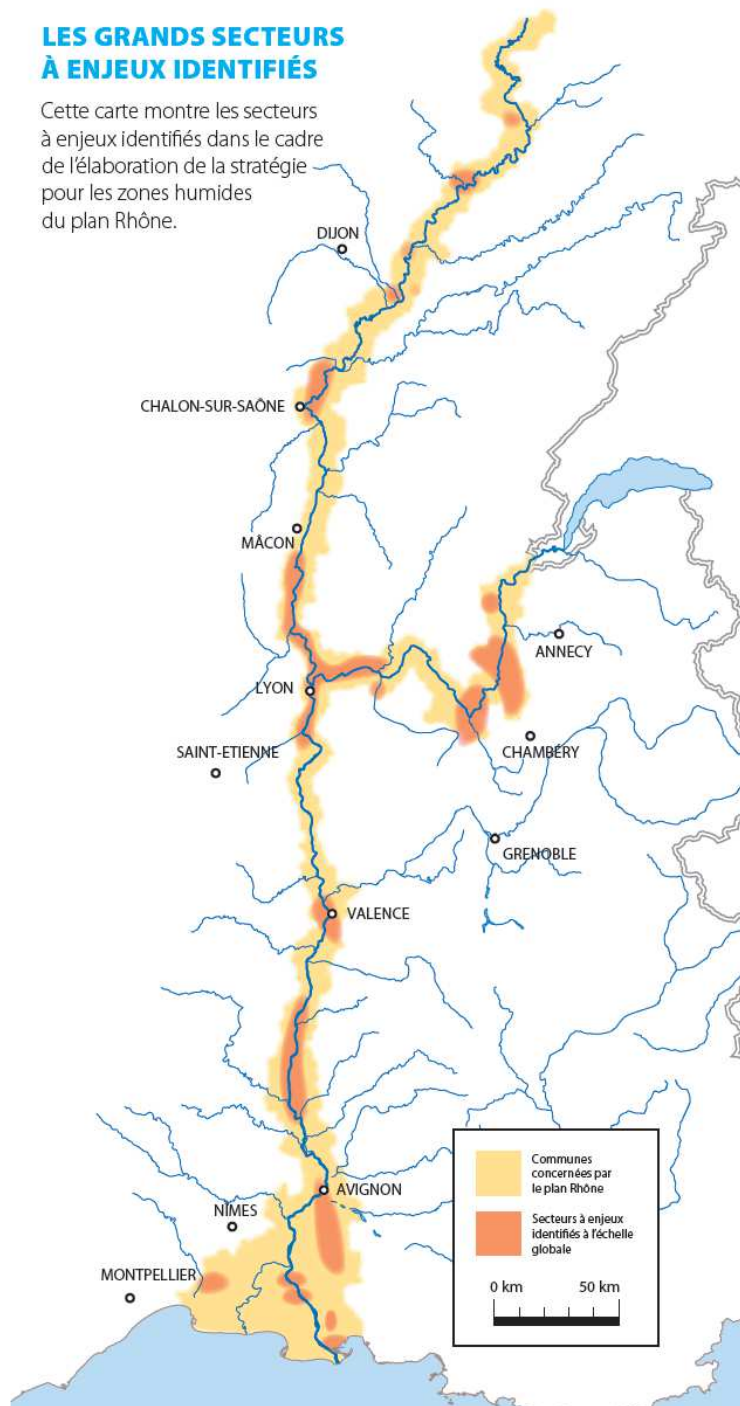 LES GRANDS SECTEURS
À ENJEUX IDENTIFIÉS
Cette carte montre les secteurs
à enjeux identifiés dans le cadre
de l’élaboration de la stratégie
pour les zones humides
du plan Rhône.
DIJON
CHALON-SUR-SAÔNE
MÂCON
ANNECY
LYON
CHAMBÉRY
SAINT-ETIENNE
GRENOBLE
VALENCE
AVIGNON
NÎMES
MONTPELLIER
Communes
concernées par
le plan Rhône
Secteurs à enjeux
identifiés à l’échelle
globale
0 km 50 km